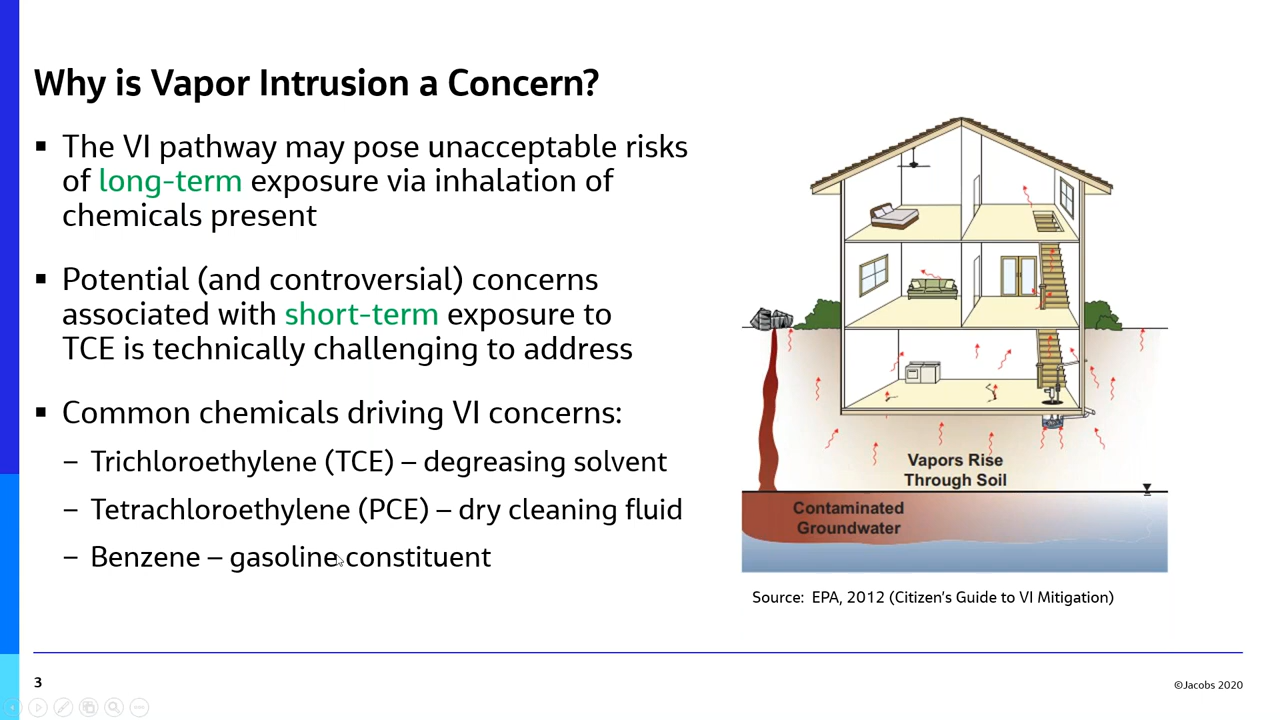 Why is Vapor Intrusion a Concern?
▪ The VI pathway may pose unacceptable risks
of long-term exposure via inhalation of
chemicals present
▪ Potential (and controversial) concerns
associated with short-term exposure to
TCE is technically challenging to address
▪ Common chemicals driving VI concerns:
– Trichloroethylene (TCE) – degreasing solvent
– Tetrachloroethylene (PCE) – dry cleaning fluid
– Benzene – gasoline constituent
Vapors Rise
Through Soil
Contaminated
Groundwater
Source: EPA, 2012 (Citizen's Guide to VI Mitigation)
3
©Jacobs 2020